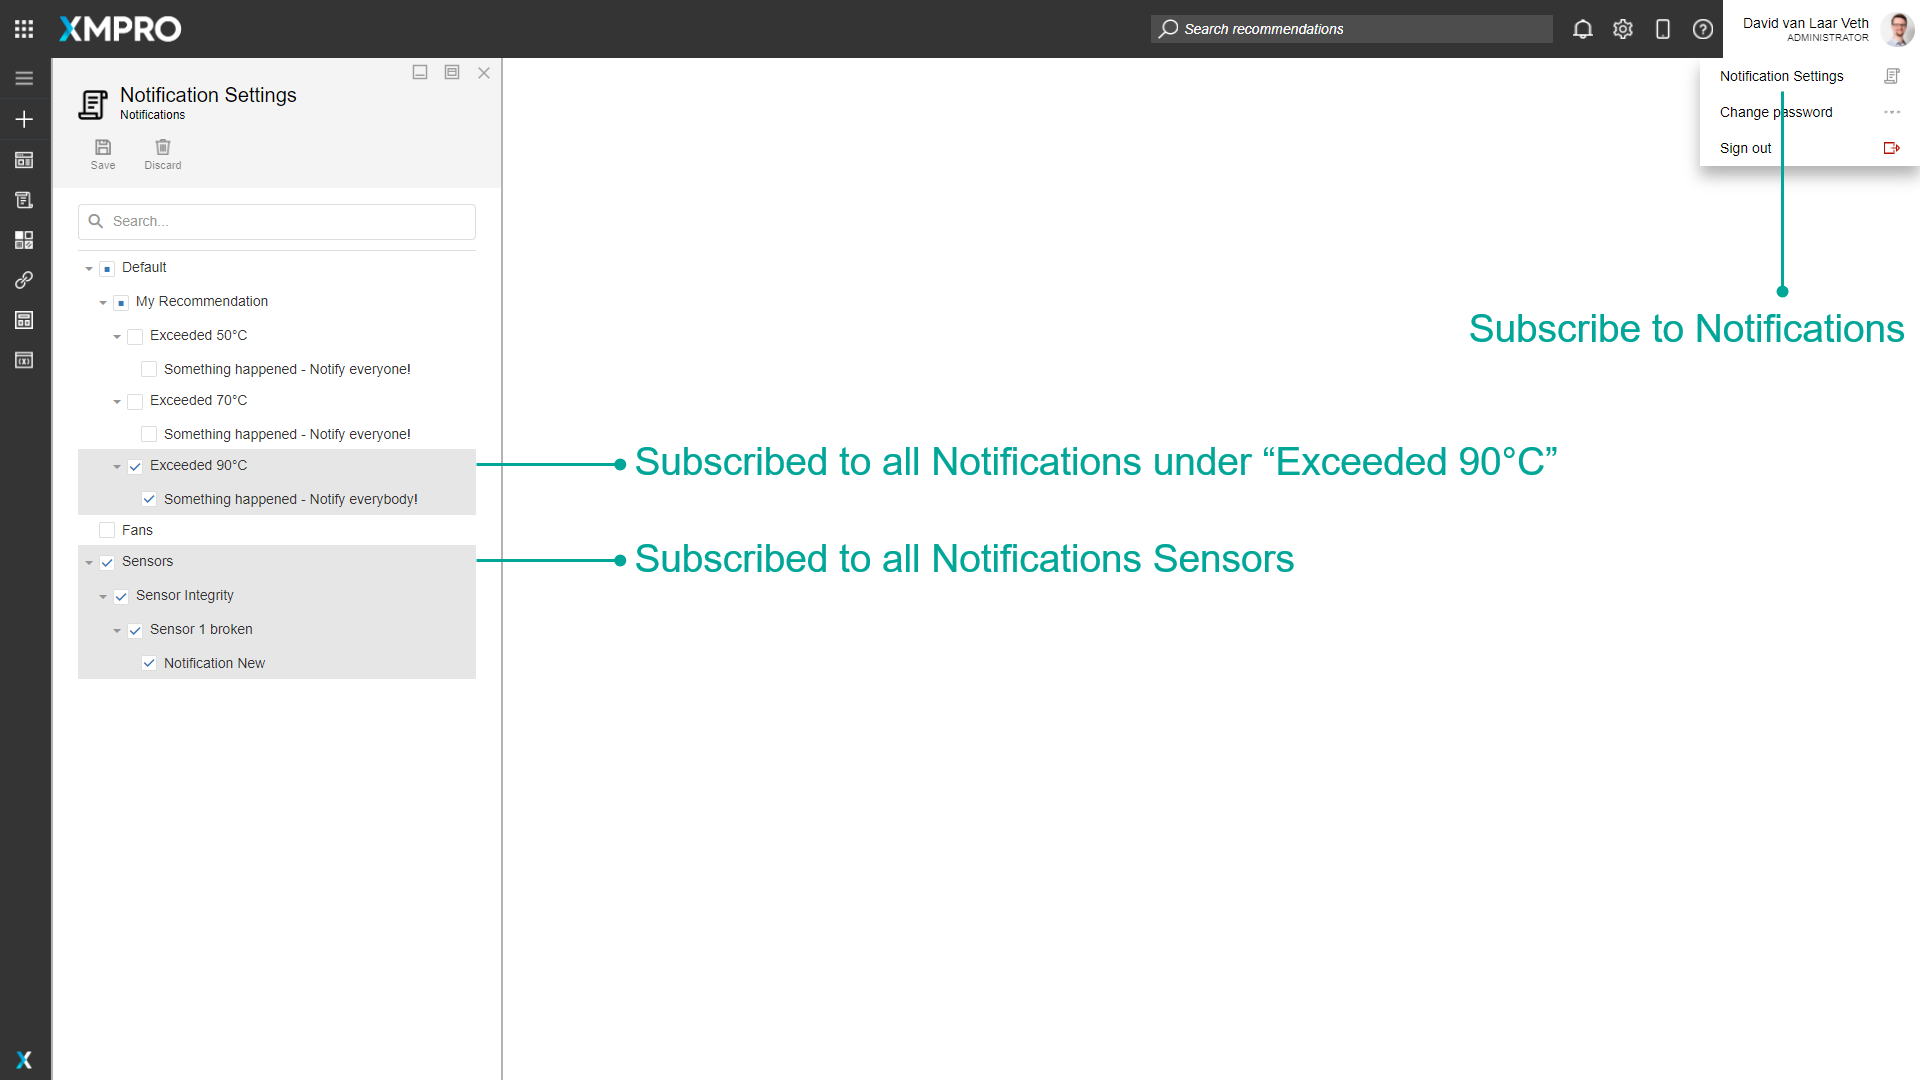 XMPRO
Search recommendations
David van Laar Veth
ADMINISTRATOR
Notification Settings
Change password
Sign out
Notification Settings
Notifications
Save
Discard
Search...
Default
My Recommendation
Exceeded 50°C
Something happened - Notify everyone!
Exceeded 70°C
Something happened - Notify everyone!
Exceeded 90°C
Something happened - Notify everybody!
Fans
Sensors
Sensor Integrity
Sensor 1 broken
Notification New
Subscribe to Notifications
Subscribed to all Notifications under “Exceeded 90°C”
Subscribed to all Notifications Sensors